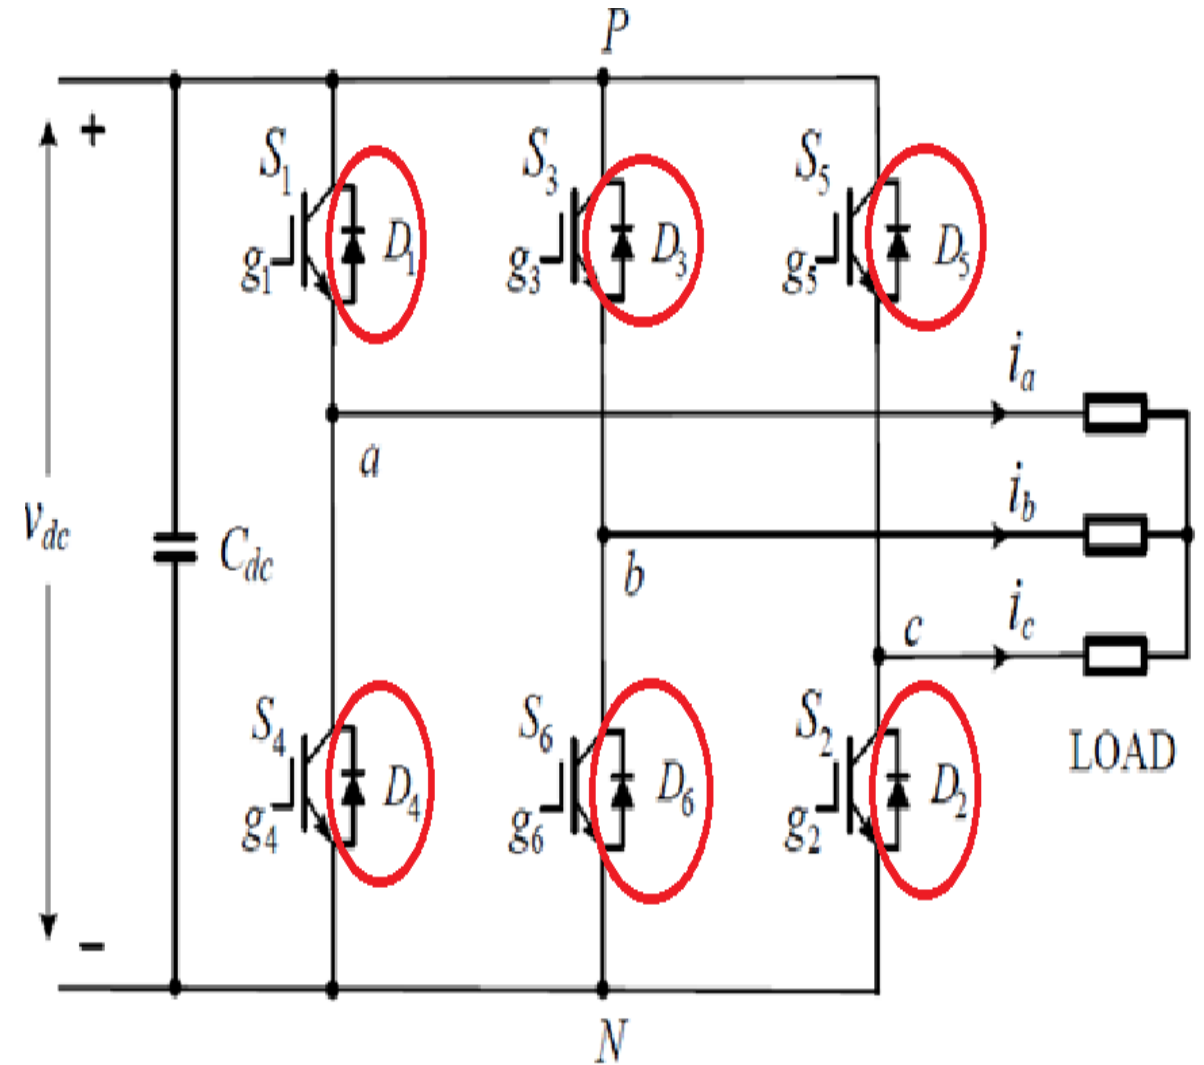 P
+
S1 D1 g1
S3 D3 g3
S5 D5 g5
ia
a
ib
vdc
Cdc
b
ic
c
S4 D4 g4
S6 D6 g6
S2 D2 g2
LOAD
−
N